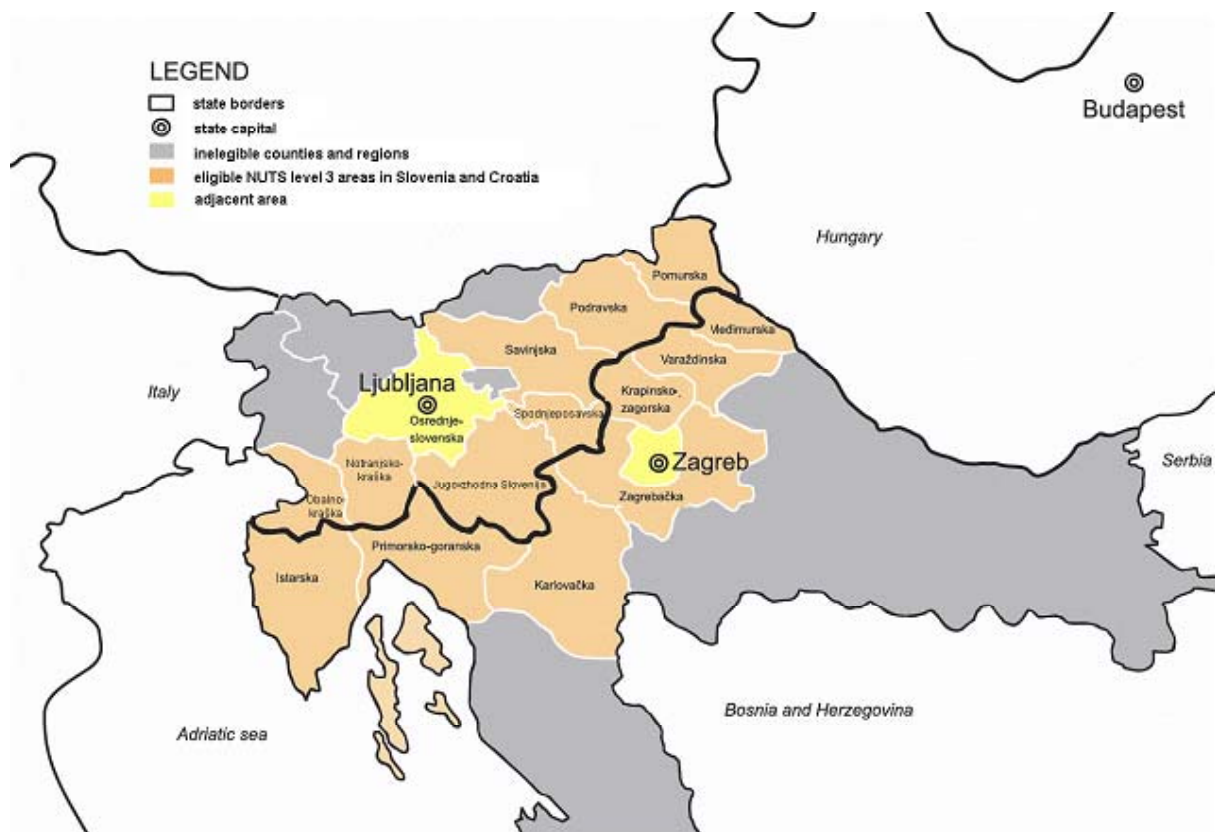 LEGEND
state borders
state capital
inelegible counties and regions
eligible NUTS level 3 areas in Slovenia and Croatia
adjacent area
Budapest
Hungary
Pomurska
Podravska
Međimurska
Savinjska
Varaždinska
Italy
Ljubljana
Krapinsko-
zagorska
Spodnjeposavska
Osrednje-
slovenska
Zagreb
Serbia
Notranjsko-
kraška
Jugovzhodna Slovenija
Obalno-
kraška
Zagrebačka
Primorsko-goranska
Istarska
Karlovačka
Bosnia and Herzegovina
Adriatic sea